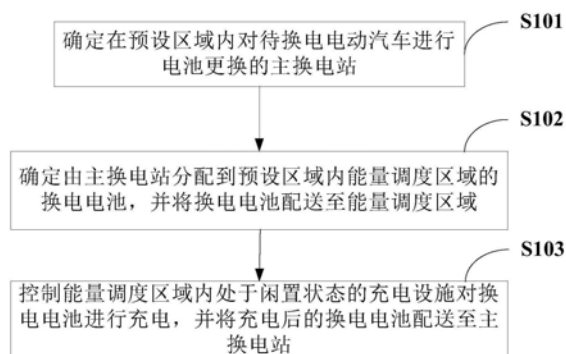 S101
确定在预设区域内对待换电电动汽车进行
电池更换的主换电站
S102
确定由主换电站分配到预设区域内能量调度区域的
换电电池，并将换电电池配送至能量调度区域
S103
控制能量调度区域内处于闲置状态的充电设施对换
电电池进行充电，并将充电后的换电电池配送至主
换电站